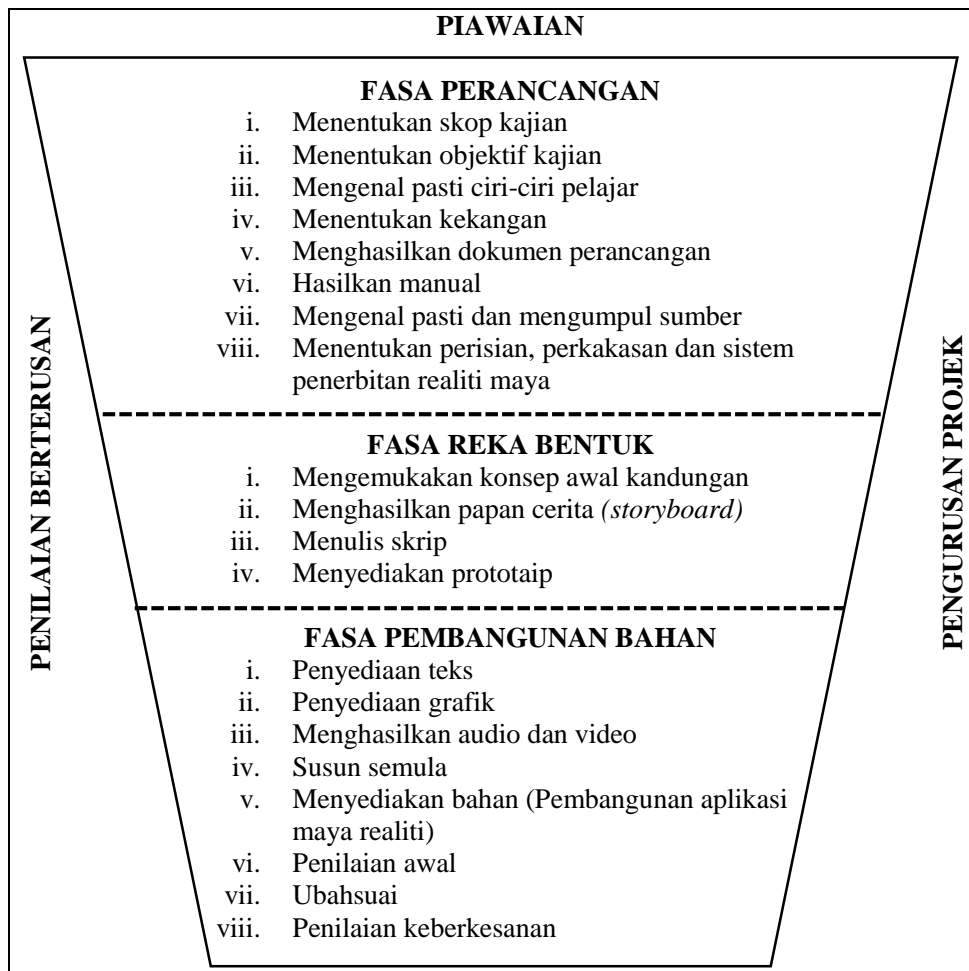 PIAWAIAN
FASA PERANCANGAN
i. Menentukan skop kajian
ii. Menentukan objektif kajian
iii. Mengenal pasti ciri-ciri pelajar
iv. Menentukan kekangan
v. Menghasilkan dokumen perancangan
vi. Hasilkan manual
vii. Mengenal pasti dan mengumpul sumber
viii. Menentukan perisian, perkakasan dan sistem
penerbitan realiti maya
FASA REKA BENTUK
i. Mengemukakan konsep awal kandungan
ii. Menghasilkan papan cerita (storyboard)
iii. Menulis skrip
iv. Menyediakan prototaip
FASA PEMBANGUNAN BAHAN
i. Penyediaan teks
ii. Penyediaan grafik
iii. Menghasilkan audio dan video
iv. Susun semula
v. Menyediakan bahan (Pembangunan aplikasi
maya realiti)
vi. Penilaian awal
vii. Ubahsuai
viii. Penilaian keberkesanan
PENILAIAN BERTERUSAN
PENGURUSAN PROJEK